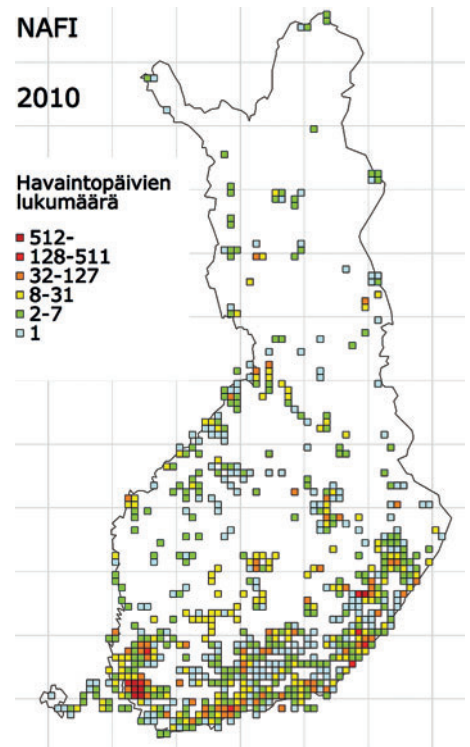 NAFI
2010
Havaintopäivien
lukumäärä
512-
128-511
32-127
8-31
2-7
1